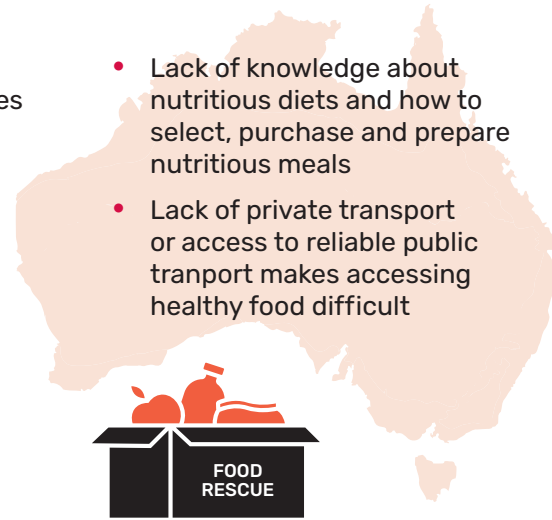 es
• Lack of knowledge about
nutritious diets and how to
select, purchase and prepare
nutritious meals
• Lack of private transport
or access to reliable public
tranport makes accessing
healthy food difficult
FOOD
RESCUE